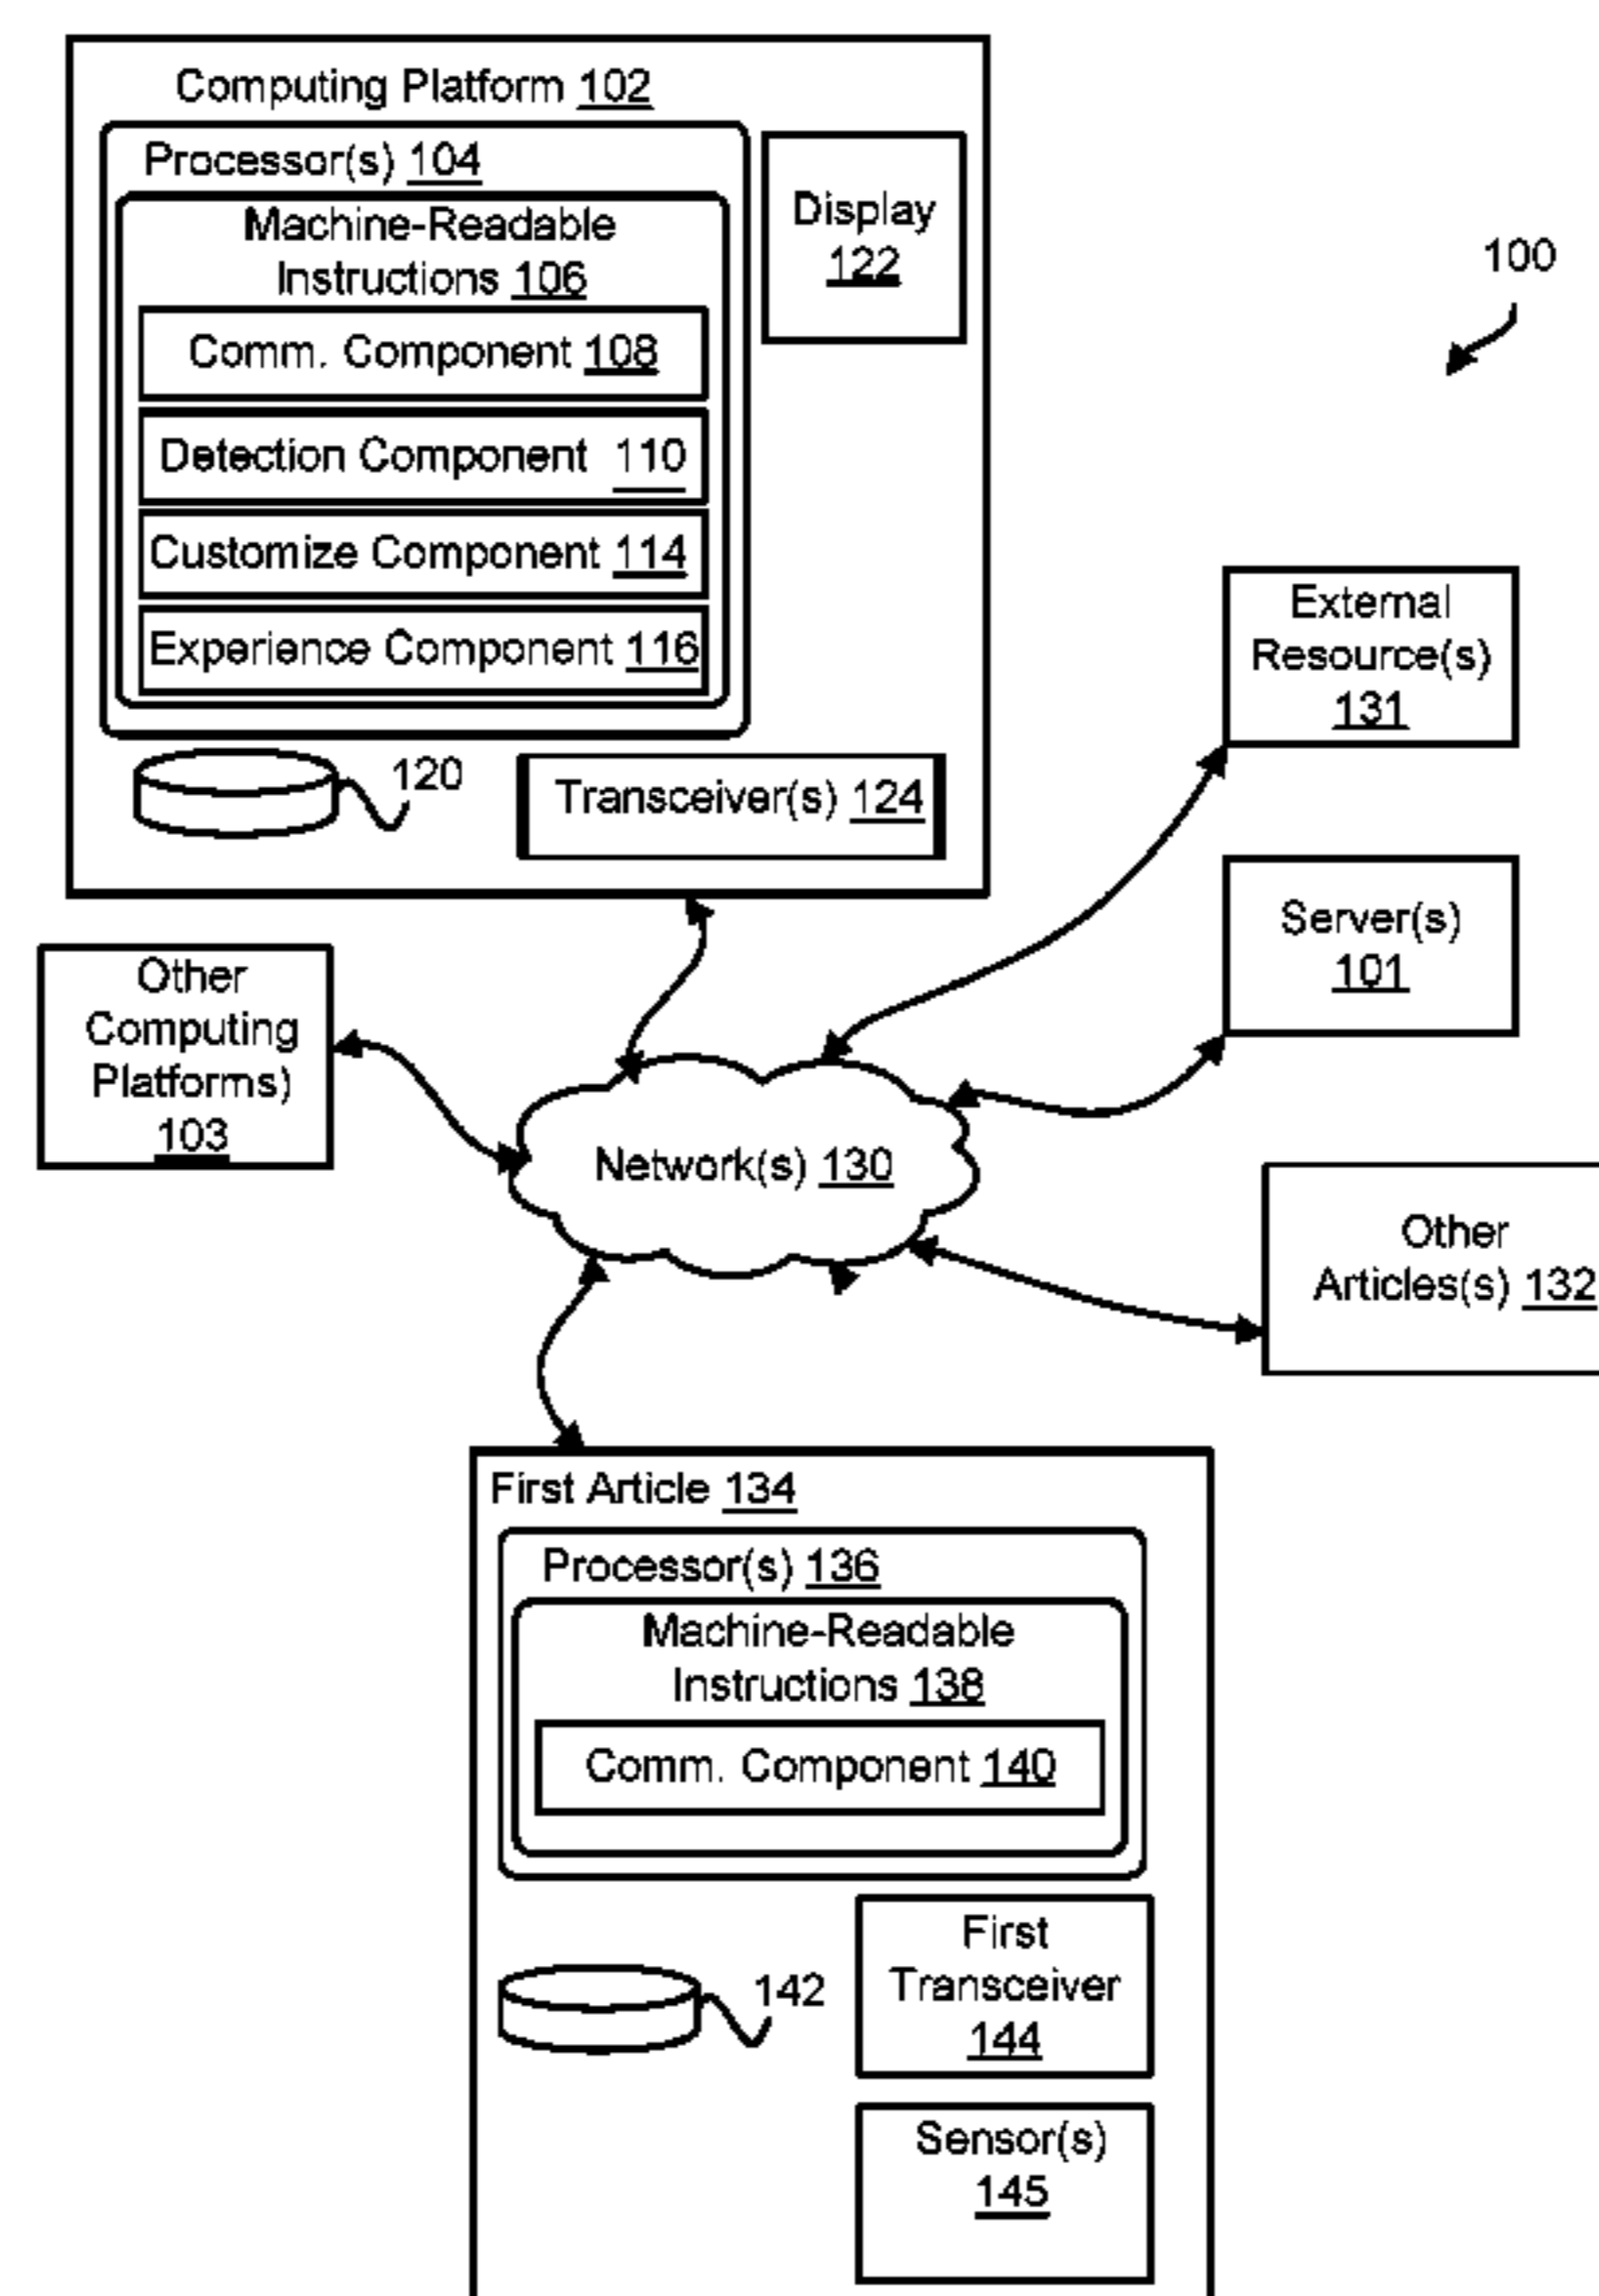 Computing Platform 102
Processor(s) 104
Machine-Readable
Instructions 106
Comm. Component 108
Detection Component 110
Customize Component 114
Experience Component 116
Display
122
100
120
Transceiver(s) 124
External
Resource(s)
131
Server(s)
101
Other
Computing
Platforms)
103
Network(s) 130
Other
Articles(s) 132
First Article 134
Processor(s) 136
Machine-Readable
Instructions 138
Comm. Component 140
142
First
Transceiver
144
Sensor(s)
145